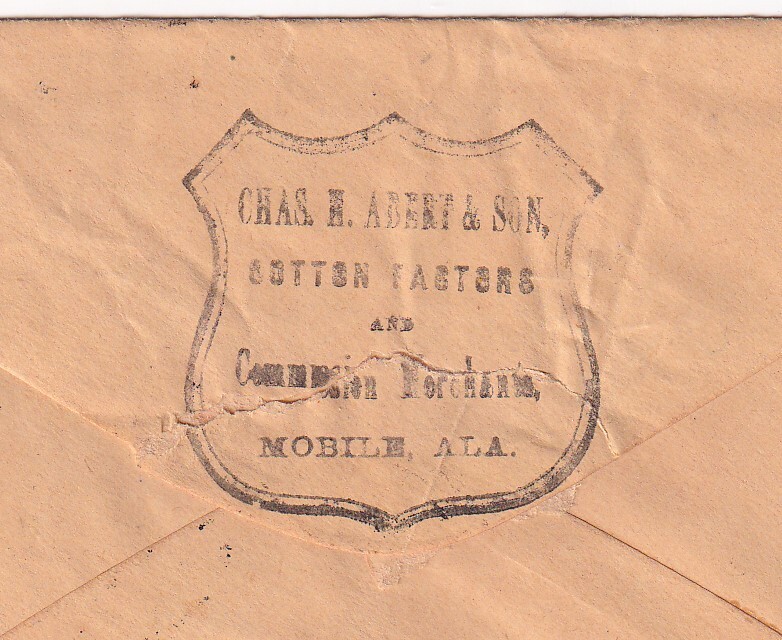 CHAS. H. ABERT & SON,
COTTON FACTORS
AND
Commission Merchants,
MOBILE, ALA.